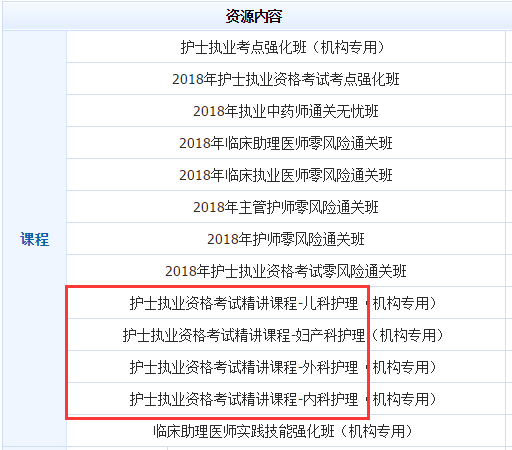 资源内容
护士执业考点强化班（机构专用）
2018年护士执业资格考试考点强化班
2018年执业中药师通关无忧班
2018年临床助理医师零风险通关班
2018年临床执业医师零风险通关班
2018年主管护师零风险通关班
课程
2018年护师零风险通关班
2018年护士执业资格考试零风险通关班
护士执业资格考试精讲课程-儿科护理（机构专用）
护士执业资格考试精讲课程-妇产科护理（机构专用）
护士执业资格考试精讲课程-外科护理（机构专用）
护士执业资格考试精讲课程-内科护理（机构专用）
临床助理医师实践技能强化班（机构专用）